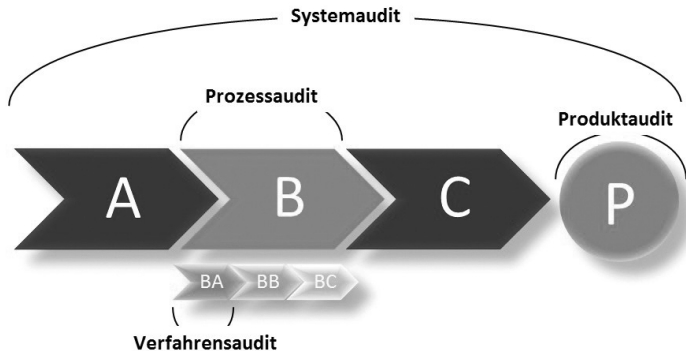 Systemaudit
Prozessaudit
Produktaudit
A
B
C
P
BA
BB
BC
Verfahrensaudit